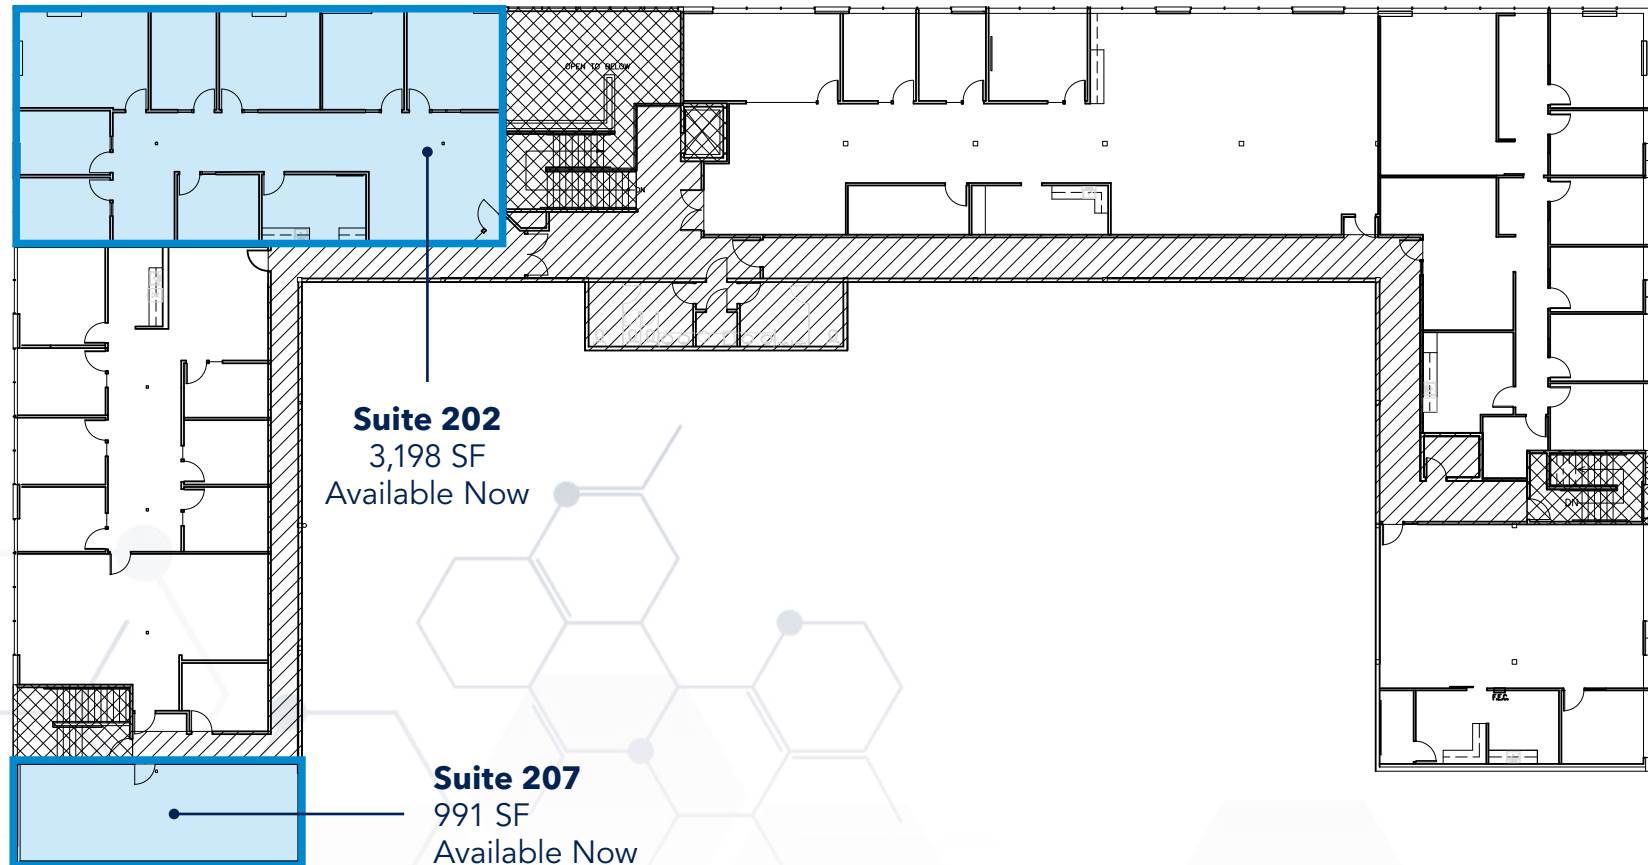 OPEN TO BELOW
DN
Suite 202
3,198 SF
Available Now
DN
F.E.C.
Suite 207
991 SF
Available Now